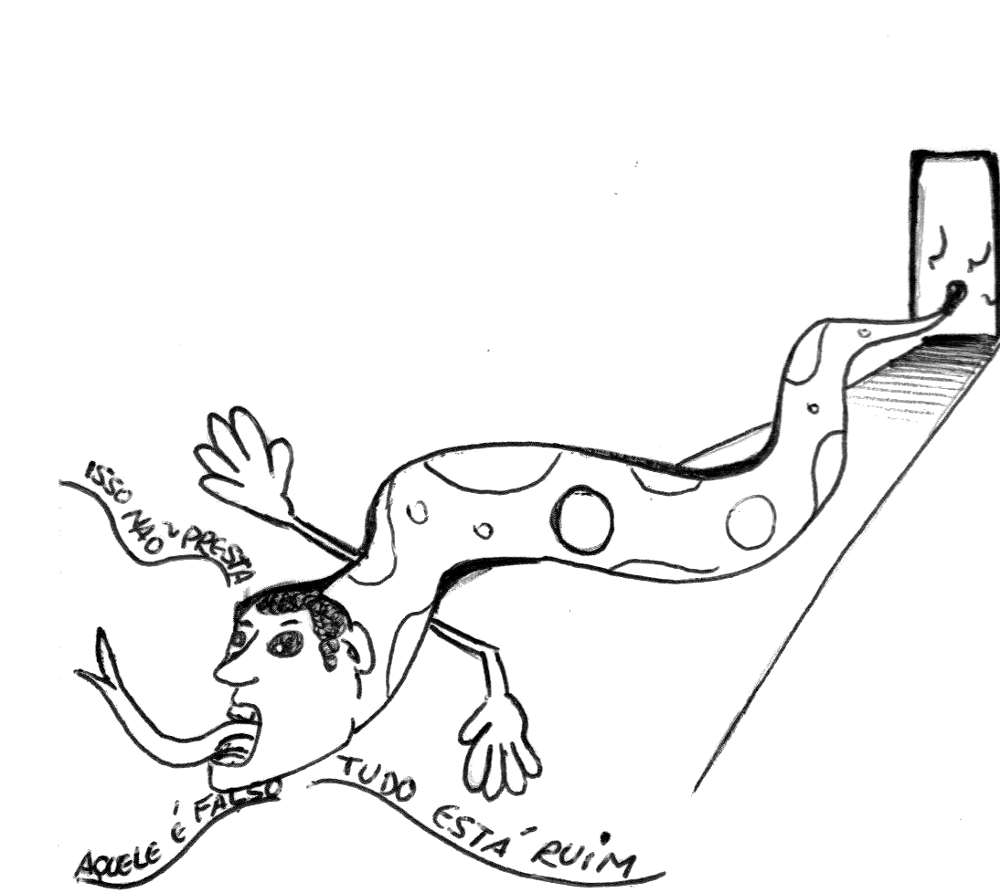 ISSO NÃO PRESTA
AQUELE É FALSO
TUDO ESTÁ RUIM